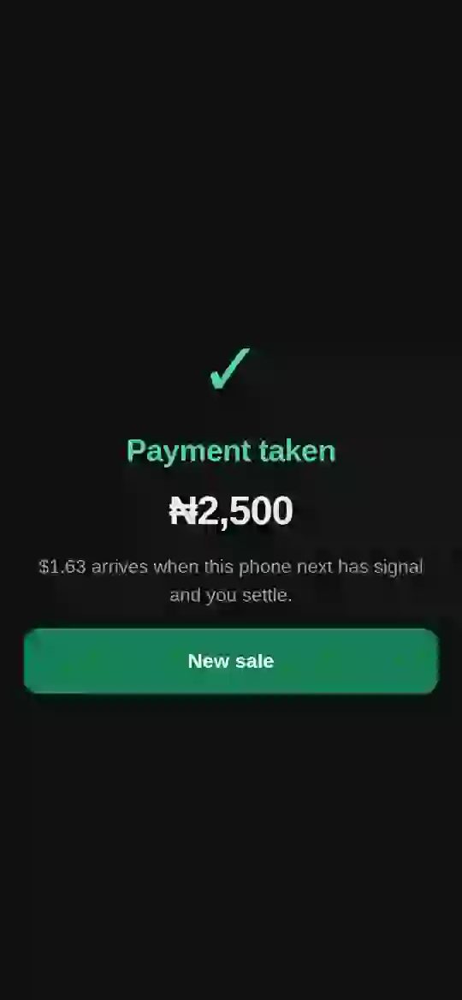 ✓
Payment taken
₦2,500
$1.63 arrives when this phone next has signal
and you settle.
New sale